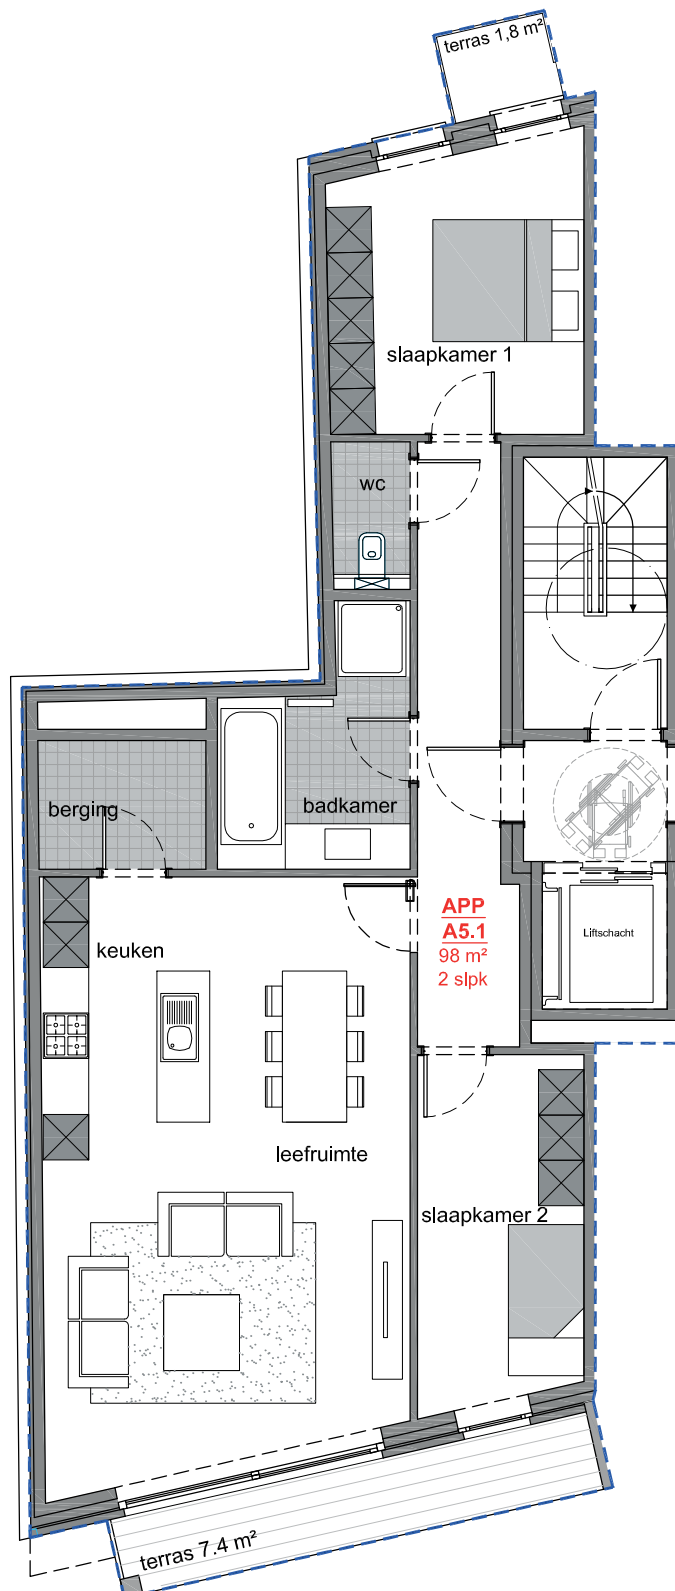 terras 1,8 m²
slaapkamer 1
wc
berging
badkamer
APP
A5.1
98 m²
2 slpk
Liftschacht
keuken
leefruimte
slaapkamer 2
terras 7.4 m²